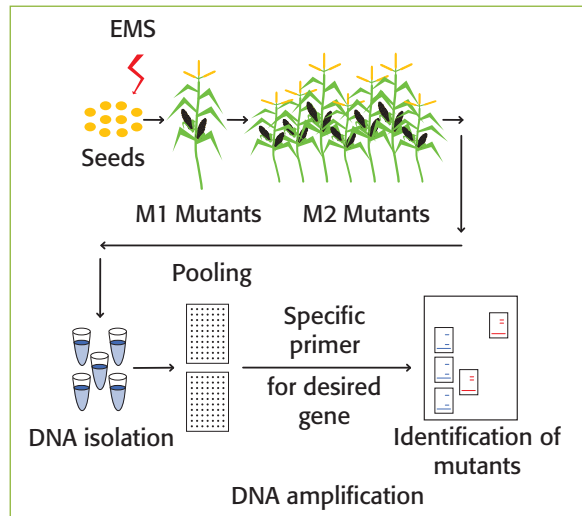 EMS
Seeds
M1 Mutants
M2 Mutants
Pooling
DNA isolation
Specific
primer
for desired
gene
Identification of
mutants
DNA amplification